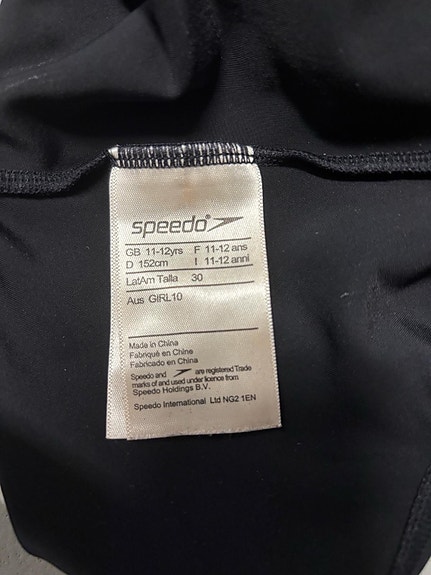 speedo
GB 11-12yrs F 11-12 ans
D 152cm I 11-12 anni
LatAm Talla 30
Aus GIRL10
Made in China
Fabriqué en Chine
Fabricado en China
Speedo and are registered Trade
marks of and used under licence from
Speedo Holdings B.V.
Speedo International Ltd NG2 1EN